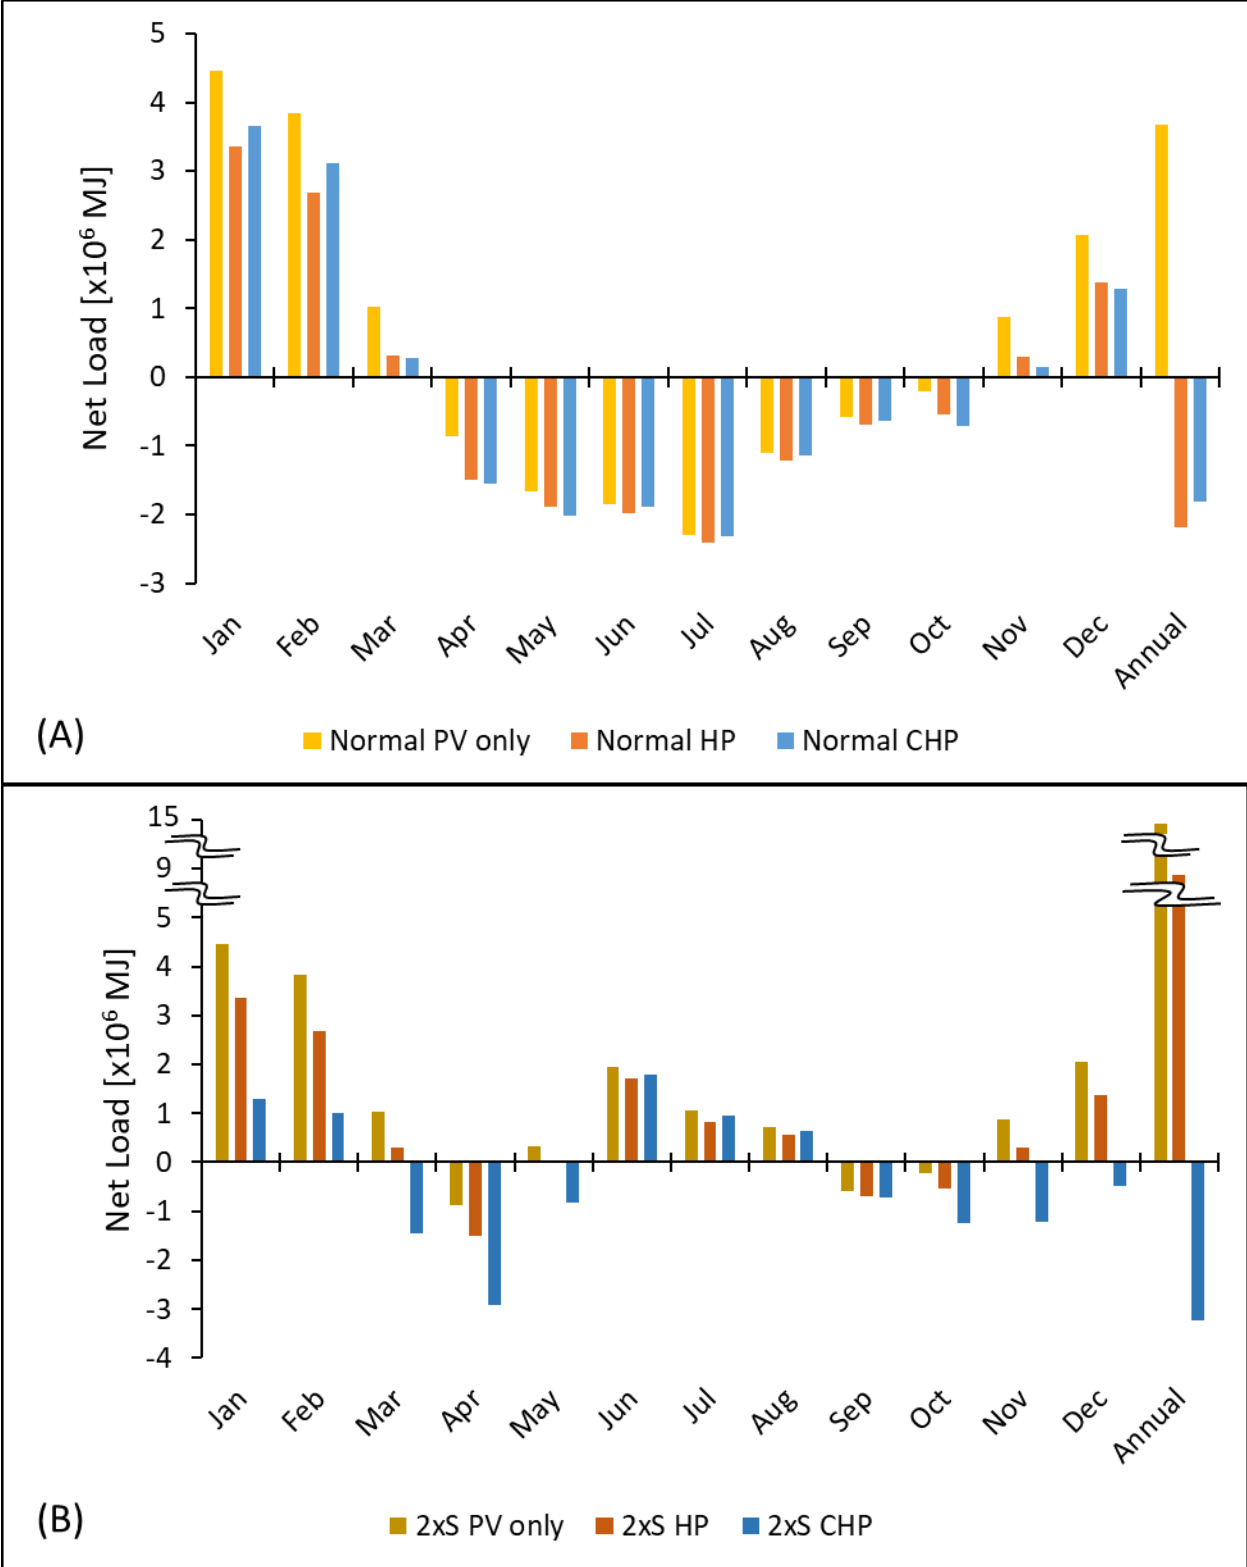 5
4
3
2
1
0
-1
-2
-3
Net Load [x10⁶ MJ]
Jan Feb Mar Apr May Jun Jul Aug Sep Oct Nov Dec Annual
(A)
Normal PV only Normal HP Normal CHP
15
9
5
4
3
2
1
0
-1
-2
-3
-4
Net Load [x10⁶ MJ]
Jan Feb Mar Apr May Jun Jul Aug Sep Oct Nov Dec Annual
(B)
2xS PV only 2xS HP 2xS CHP